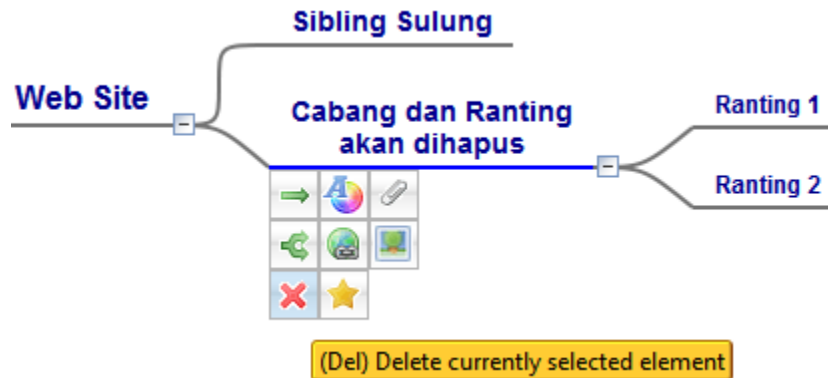 Sibling Sulung
Web Site
Cabang dan Ranting
akan dihapus
Ranting 1
Ranting 2
(Del) Delete currently selected element